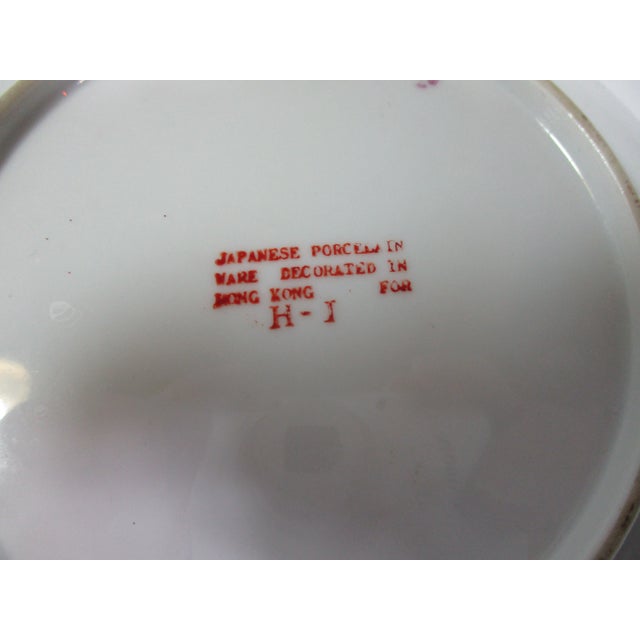 JAPANESE PORCELAIN
WARE DECORATED IN
HONG KONG FOR
H-I